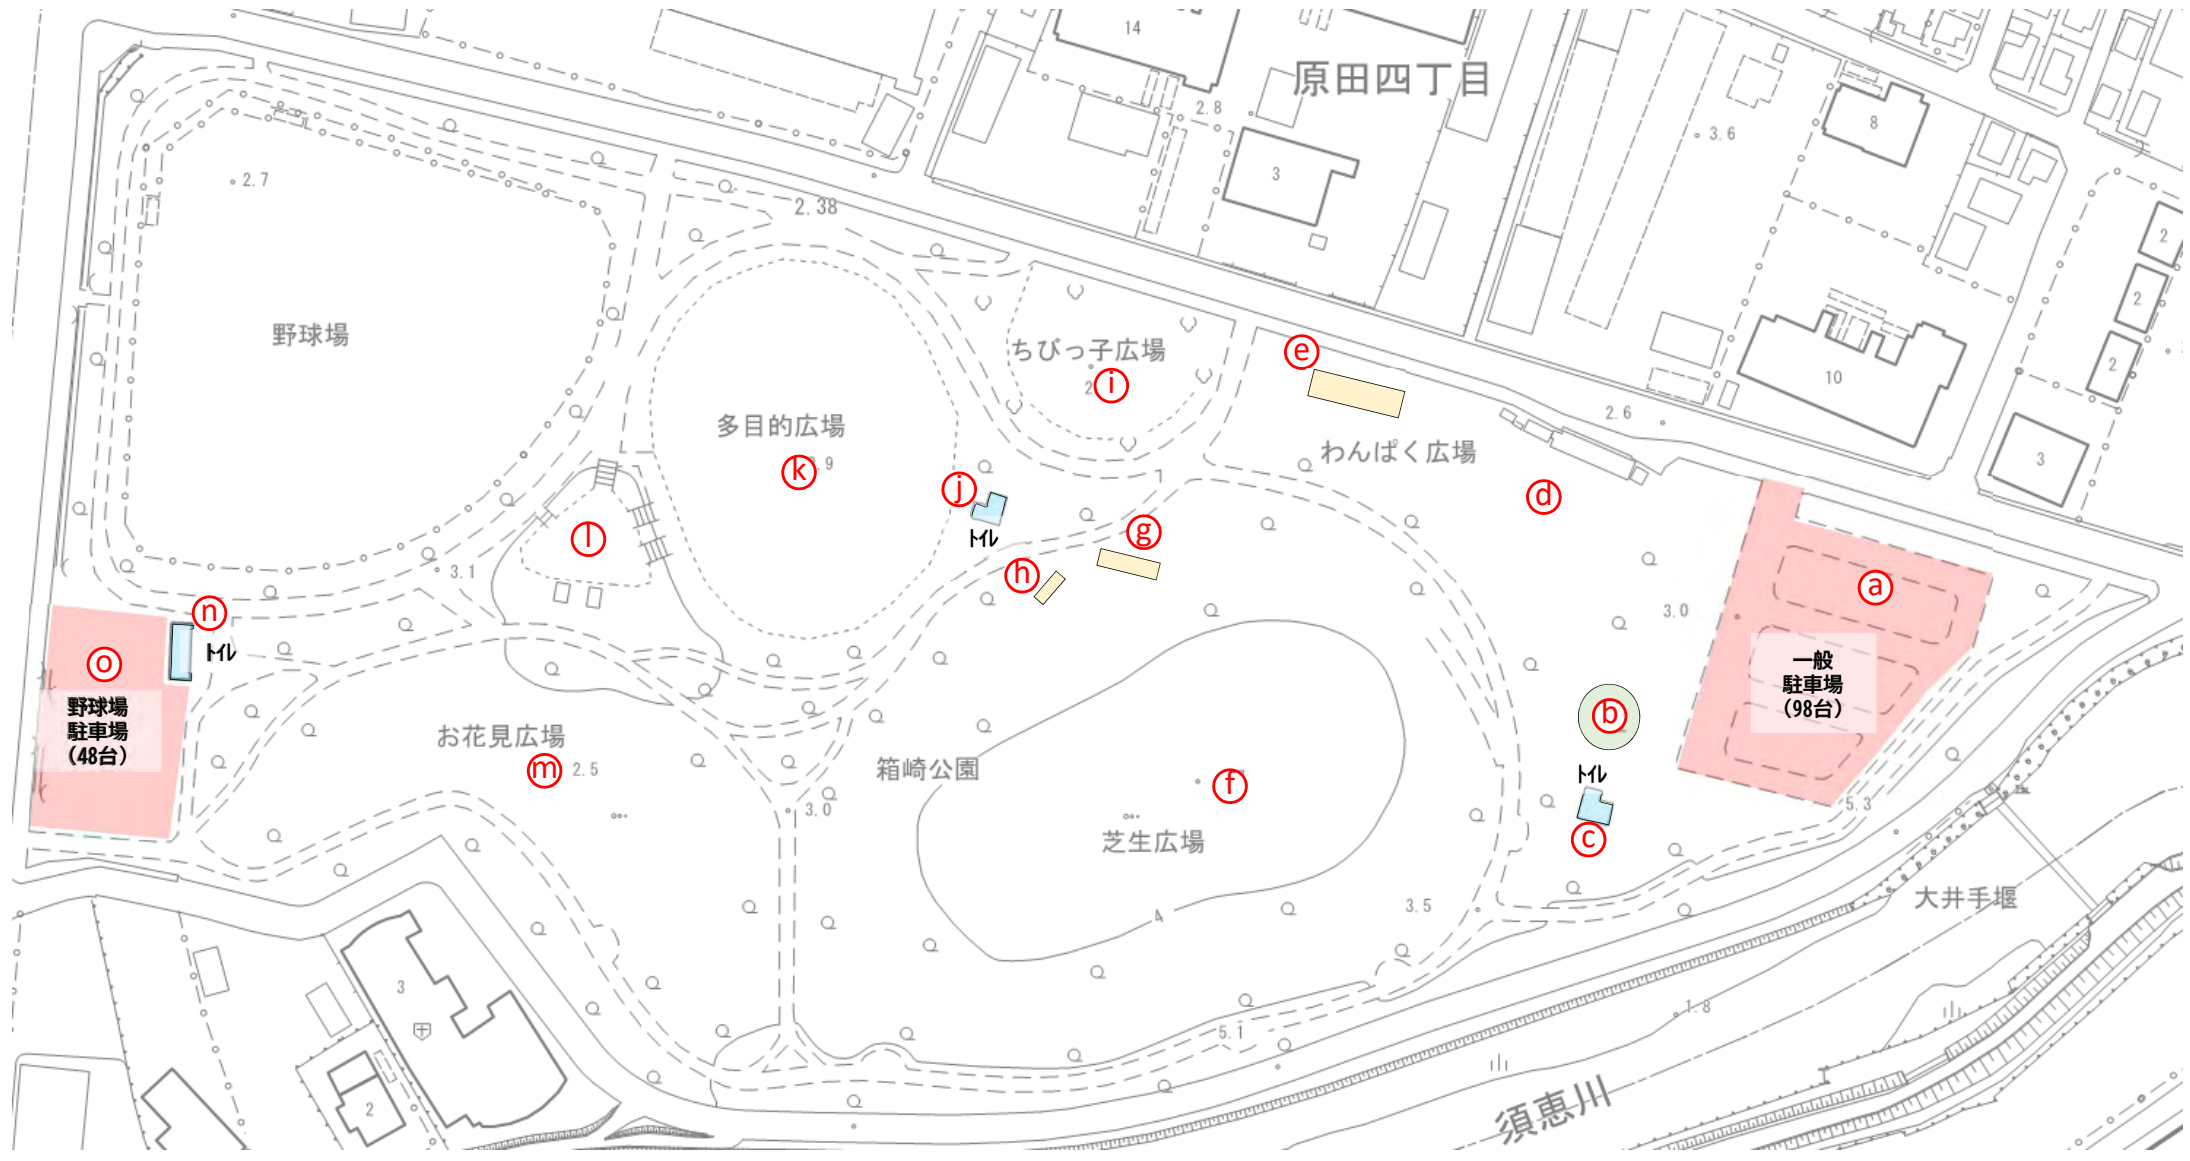 14
原田四丁目
2.8
3.6
8
3
2.7
2.38
2
2
2
10
3
2.6
野球場
ちびっ子広場
i
e
多目的広場
k
わんぱく広場
d
j
トイレ
g
h
l
3.1
n
トイレ
o
野球場
駐車場
(48台)
a
一般
駐車場
(98台)
3.0
b
トイレ
c
5.3
お花見広場
m
2.5
箱崎公園
f
3.0
芝生広場
4
3.5
大井手堰
3
2
5.1
1.8
須恵川